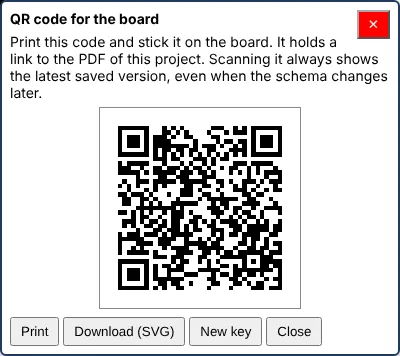 QR code for the board
×
Print this code and stick it on the board. It holds a
link to the PDF of this project. Scanning it always shows
the latest saved version, even when the schema changes
later.
Print
Download (SVG)
New key
Close